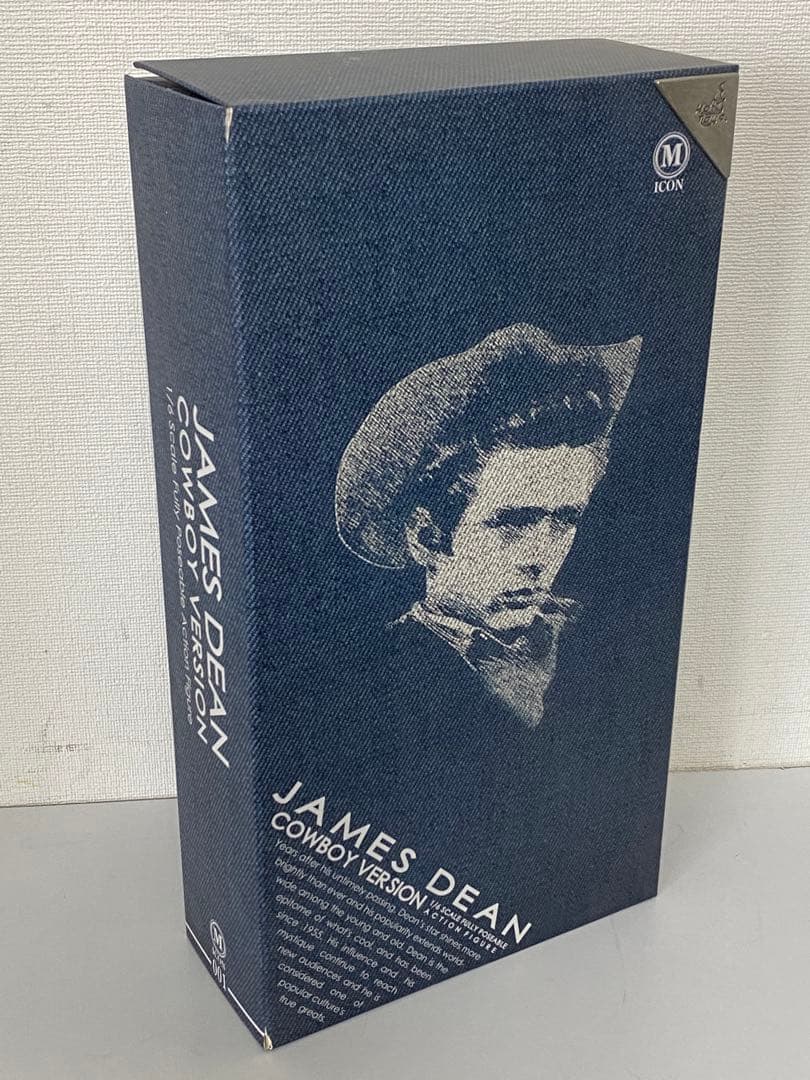 M
ICON
JAMES DEAN
COWBOY VERSION
1/6 Scale Fully Poseable Action Figure
M
ICON
001
JAMES DEAN
COWBOY VERSION 1/6 SCALE FULLY POSEABLE
ACTION FIGURE
Years after his untimely passing, Dean's star shines more
brightly than ever and his popularity extends world
wide among the young and old. Dean is the
epitome of what's cool, and has been
since 1955. His influence and his
mystique continue to reach
new audiences and he is
considered one of
popular culture's
true greats.